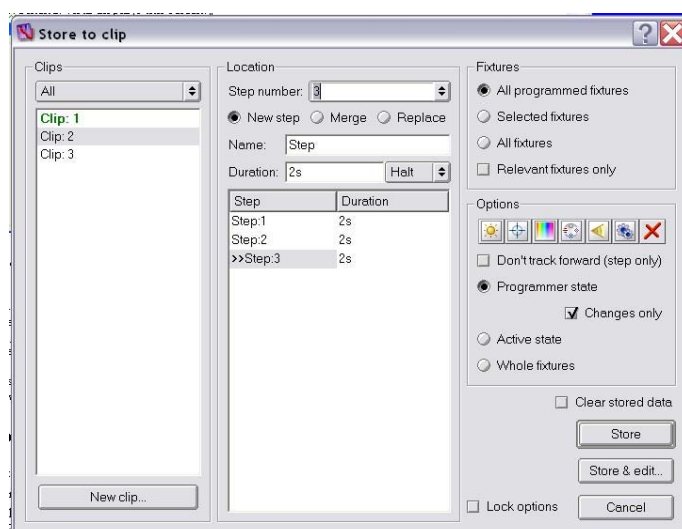 Store to clip
Clips
All
Clip: 1
Clip: 2
Clip: 3
New clip...
Location
Step number: 3
New step Merge Replace
Name: Step
Duration: 2s Halt
Step Duration
Step:1 2s
Step:2 2s
>>Step:3 2s
Fixtures
All programmed fixtures
Selected fixtures
All fixtures
Relevant fixtures only
Options
Don't track forward (step only)
Programmer state
Changes only
Active state
Whole fixtures
Clear stored data
Store
Store & edit...
Lock options
Cancel